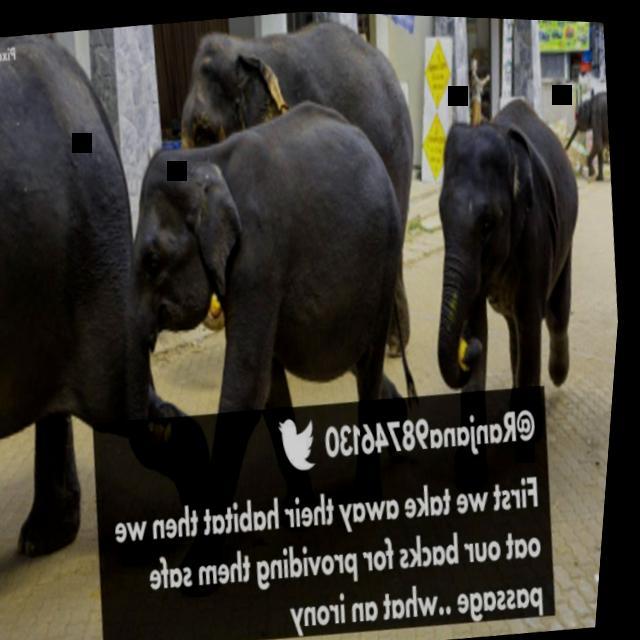 @Ranjana98746130
First we take away their habitat then we
oat our backs for providing them safe
passage..what an irony